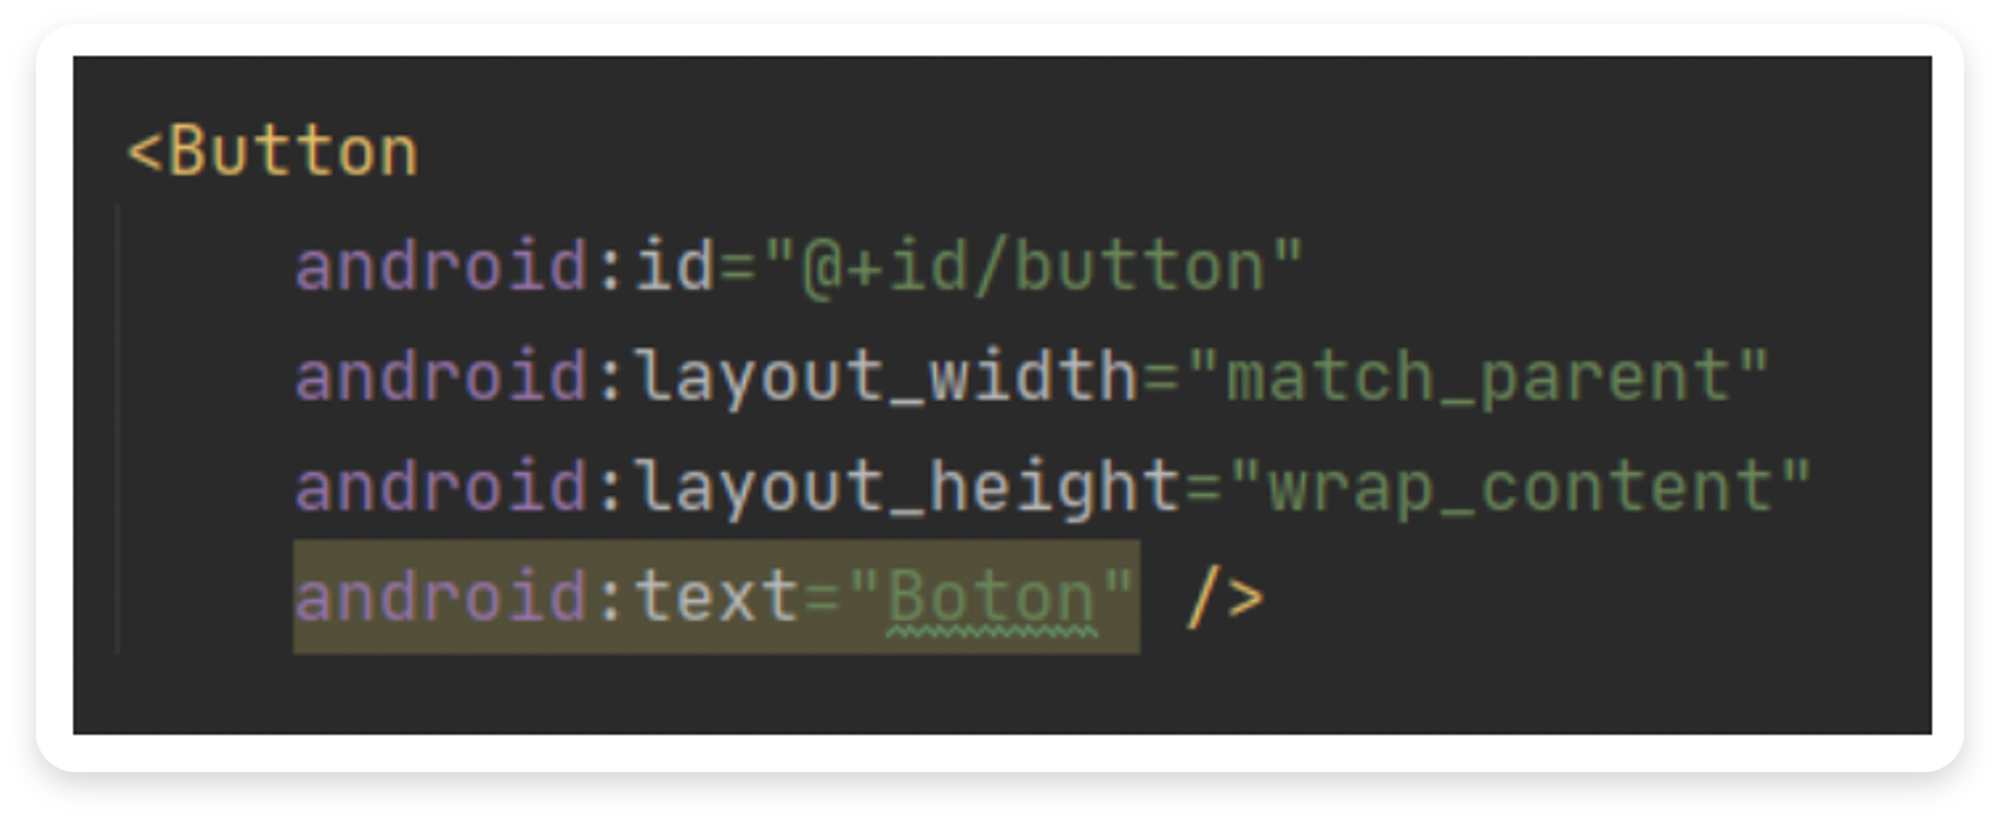 <Button
android:id="@+id/button"
android:layout_width="match_parent"
android:layout_height="wrap_content"
android:text="Boton" />